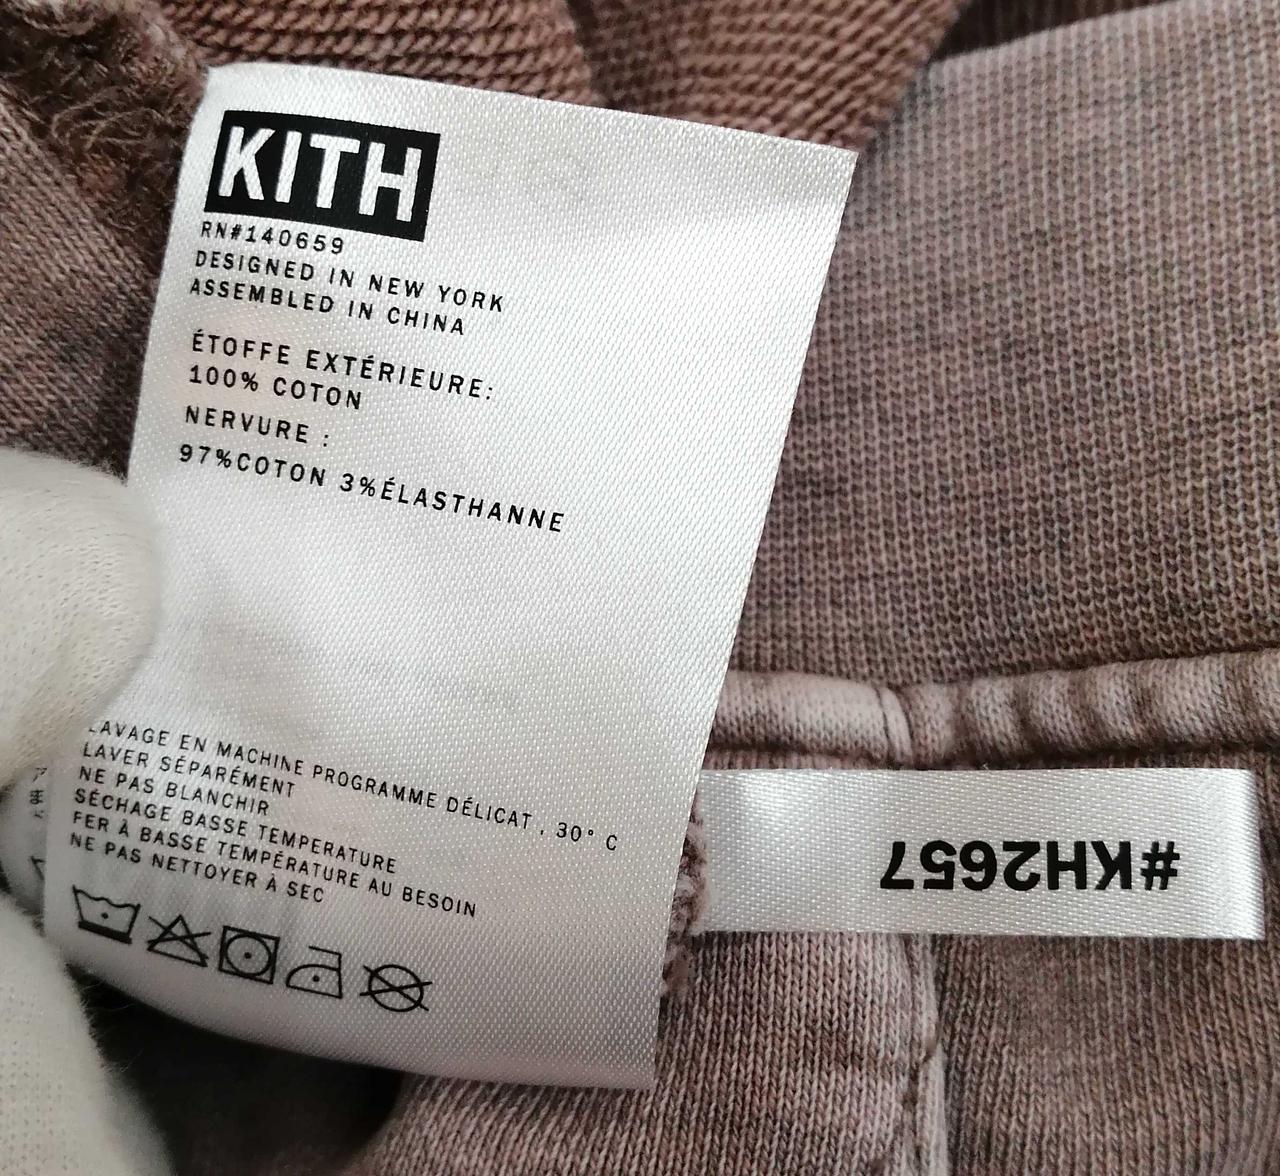 KITH
RN#140659
DESIGNED IN NEW YORK
ASSEMBLED IN CHINA
ÉTOFFE EXTÉRIEURE:
100% COTON
NERVURE :
97%COTON 3%ÉLASTHANNE
LAVAGE EN MACHINE PROGRAMME DÉLICAT , 30° C
LAVER SÉPARÉMENT
NE PAS BLANCHIR
SÉCHAGE BASSE TEMPERATURE
FER À BASSE TEMPÉRATURE AU BESOIN
NE PAS NETTOYER À SEC
#KH2657